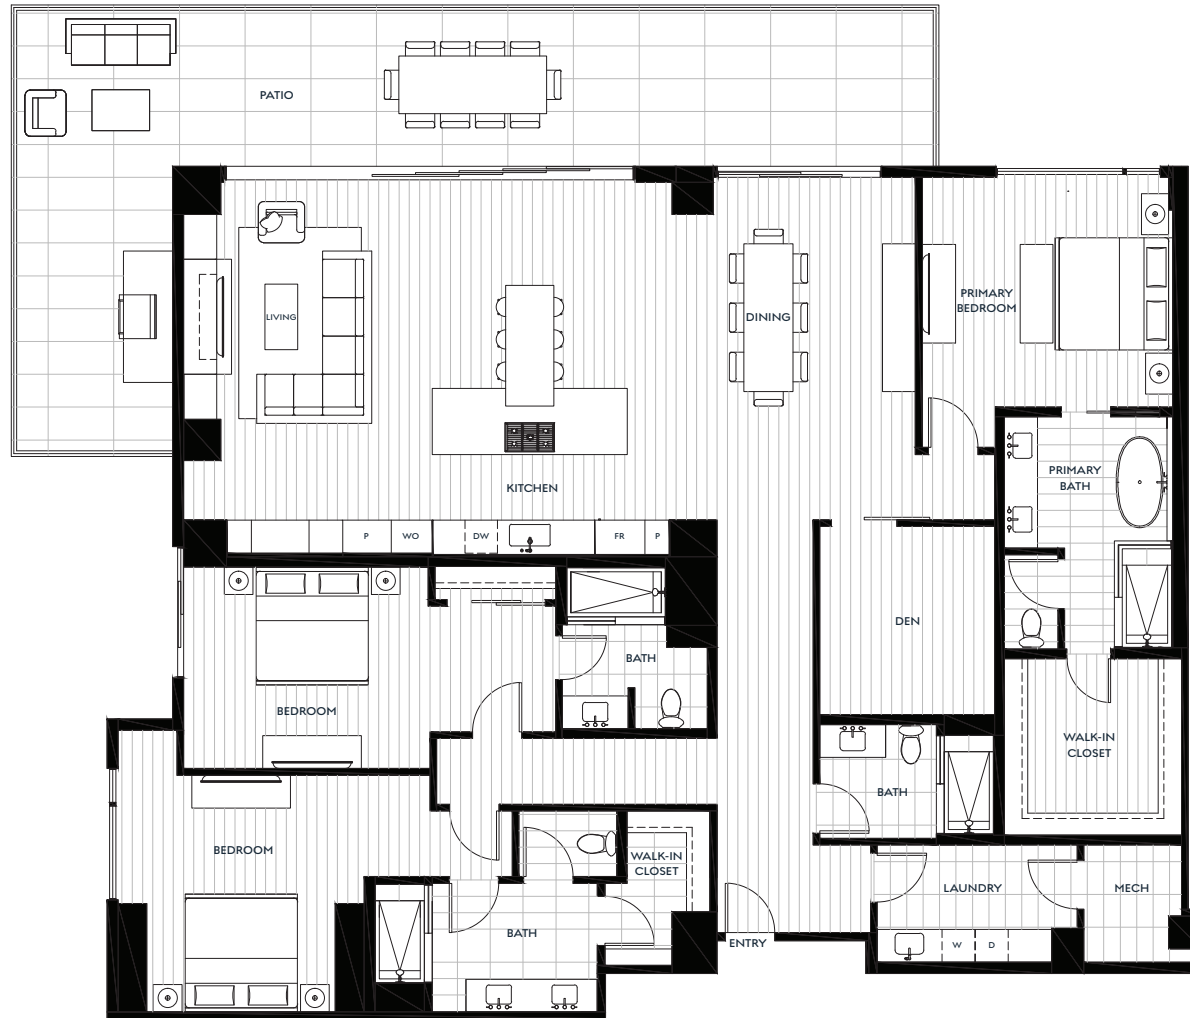 PATIO
LIVING
DINING
PRIMARY
BEDROOM
KITCHEN
PRIMARY
BATH
P
WO
DW
FR
P
DEN
BATH
BEDROOM
WALK-IN
CLOSET
BATH
BEDROOM
WALK-IN
CLOSET
LAUNDRY
MECH
BATH
ENTRY
W
D